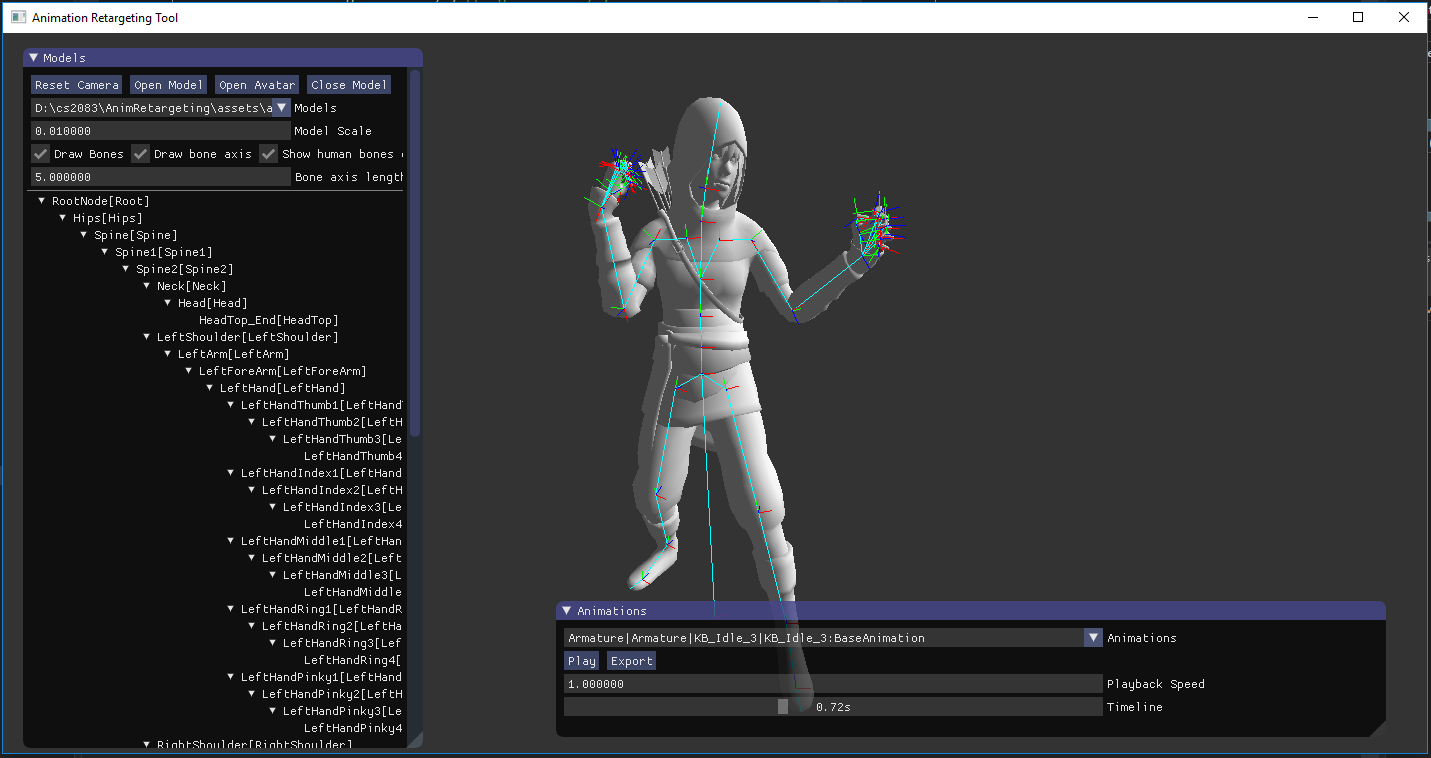 Animation Retargeting Tool
Models
Reset Camera Open Model Open Avatar Close Model
D:\cs2083\AnimRetargeting\assets\a Models
0.010000 Model Scale
Draw Bones Draw bone axis Show human bones
5.000000 Bone axis length
RootNode[Root]
Hips[Hips]
Spine[Spine]
Spine1[Spine1]
Spine2[Spine2]
Neck[Neck]
Head[Head]
HeadTop_End[HeadTop]
LeftShoulder[LeftShoulder]
LeftArm[LeftArm]
LeftForeArm[LeftForeArm]
LeftHand[LeftHand]
LeftHandThumb1[LeftHand
LeftHandThumb2[LeftH
LeftHandThumb3[Le
LeftHandThumb4
LeftHandIndex1[LeftHand
LeftHandIndex2[LeftH
LeftHandIndex3[Le
LeftHandIndex4
LeftHandMiddle1[LeftHan
LeftHandMiddle2[Left
LeftHandMiddle3[L
LeftHandMiddle
LeftHandRing1[LeftHandR
LeftHandRing2[LeftHa
LeftHandRing3[Lef
LeftHandRing4[
LeftHandPinky1[LeftHand
LeftHandPinky2[LeftH
LeftHandPinky3[Le
LeftHandPinky4
RightShoulder[RightShoulder]
Animations
Armature|Armature|KB_Idle_3|KB_Idle_3:BaseAnimation Animations
Play Export
1.000000 Playback Speed
0.72s Timeline